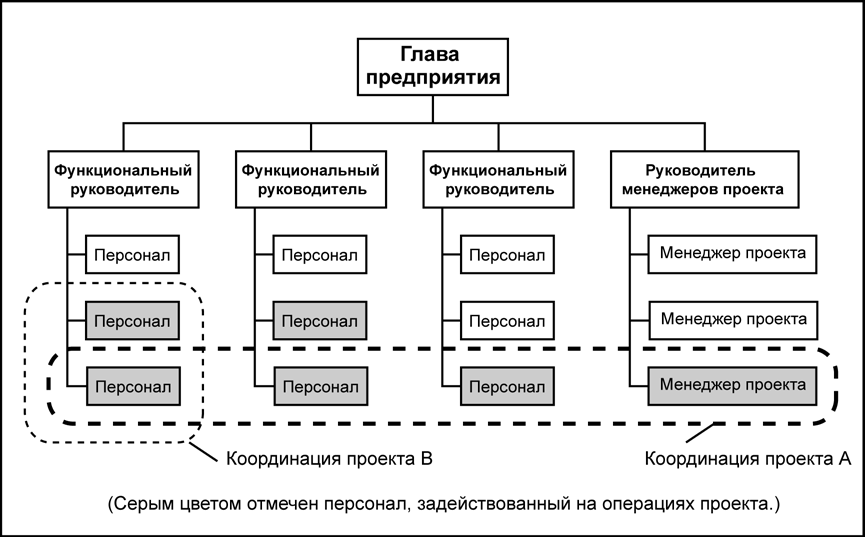 Глава
предприятия
Функциональный
руководитель
Функциональный
руководитель
Функциональный
руководитель
Руководитель
менеджеров проекта
Персонал
Персонал
Персонал
Менеджер проекта
Персонал
Персонал
Персонал
Менеджер проекта
Персонал
Персонал
Персонал
Менеджер проекта
Координация проекта В
Координация проекта А
(Серым цветом отмечен персонал, задействованный на операциях проекта.)